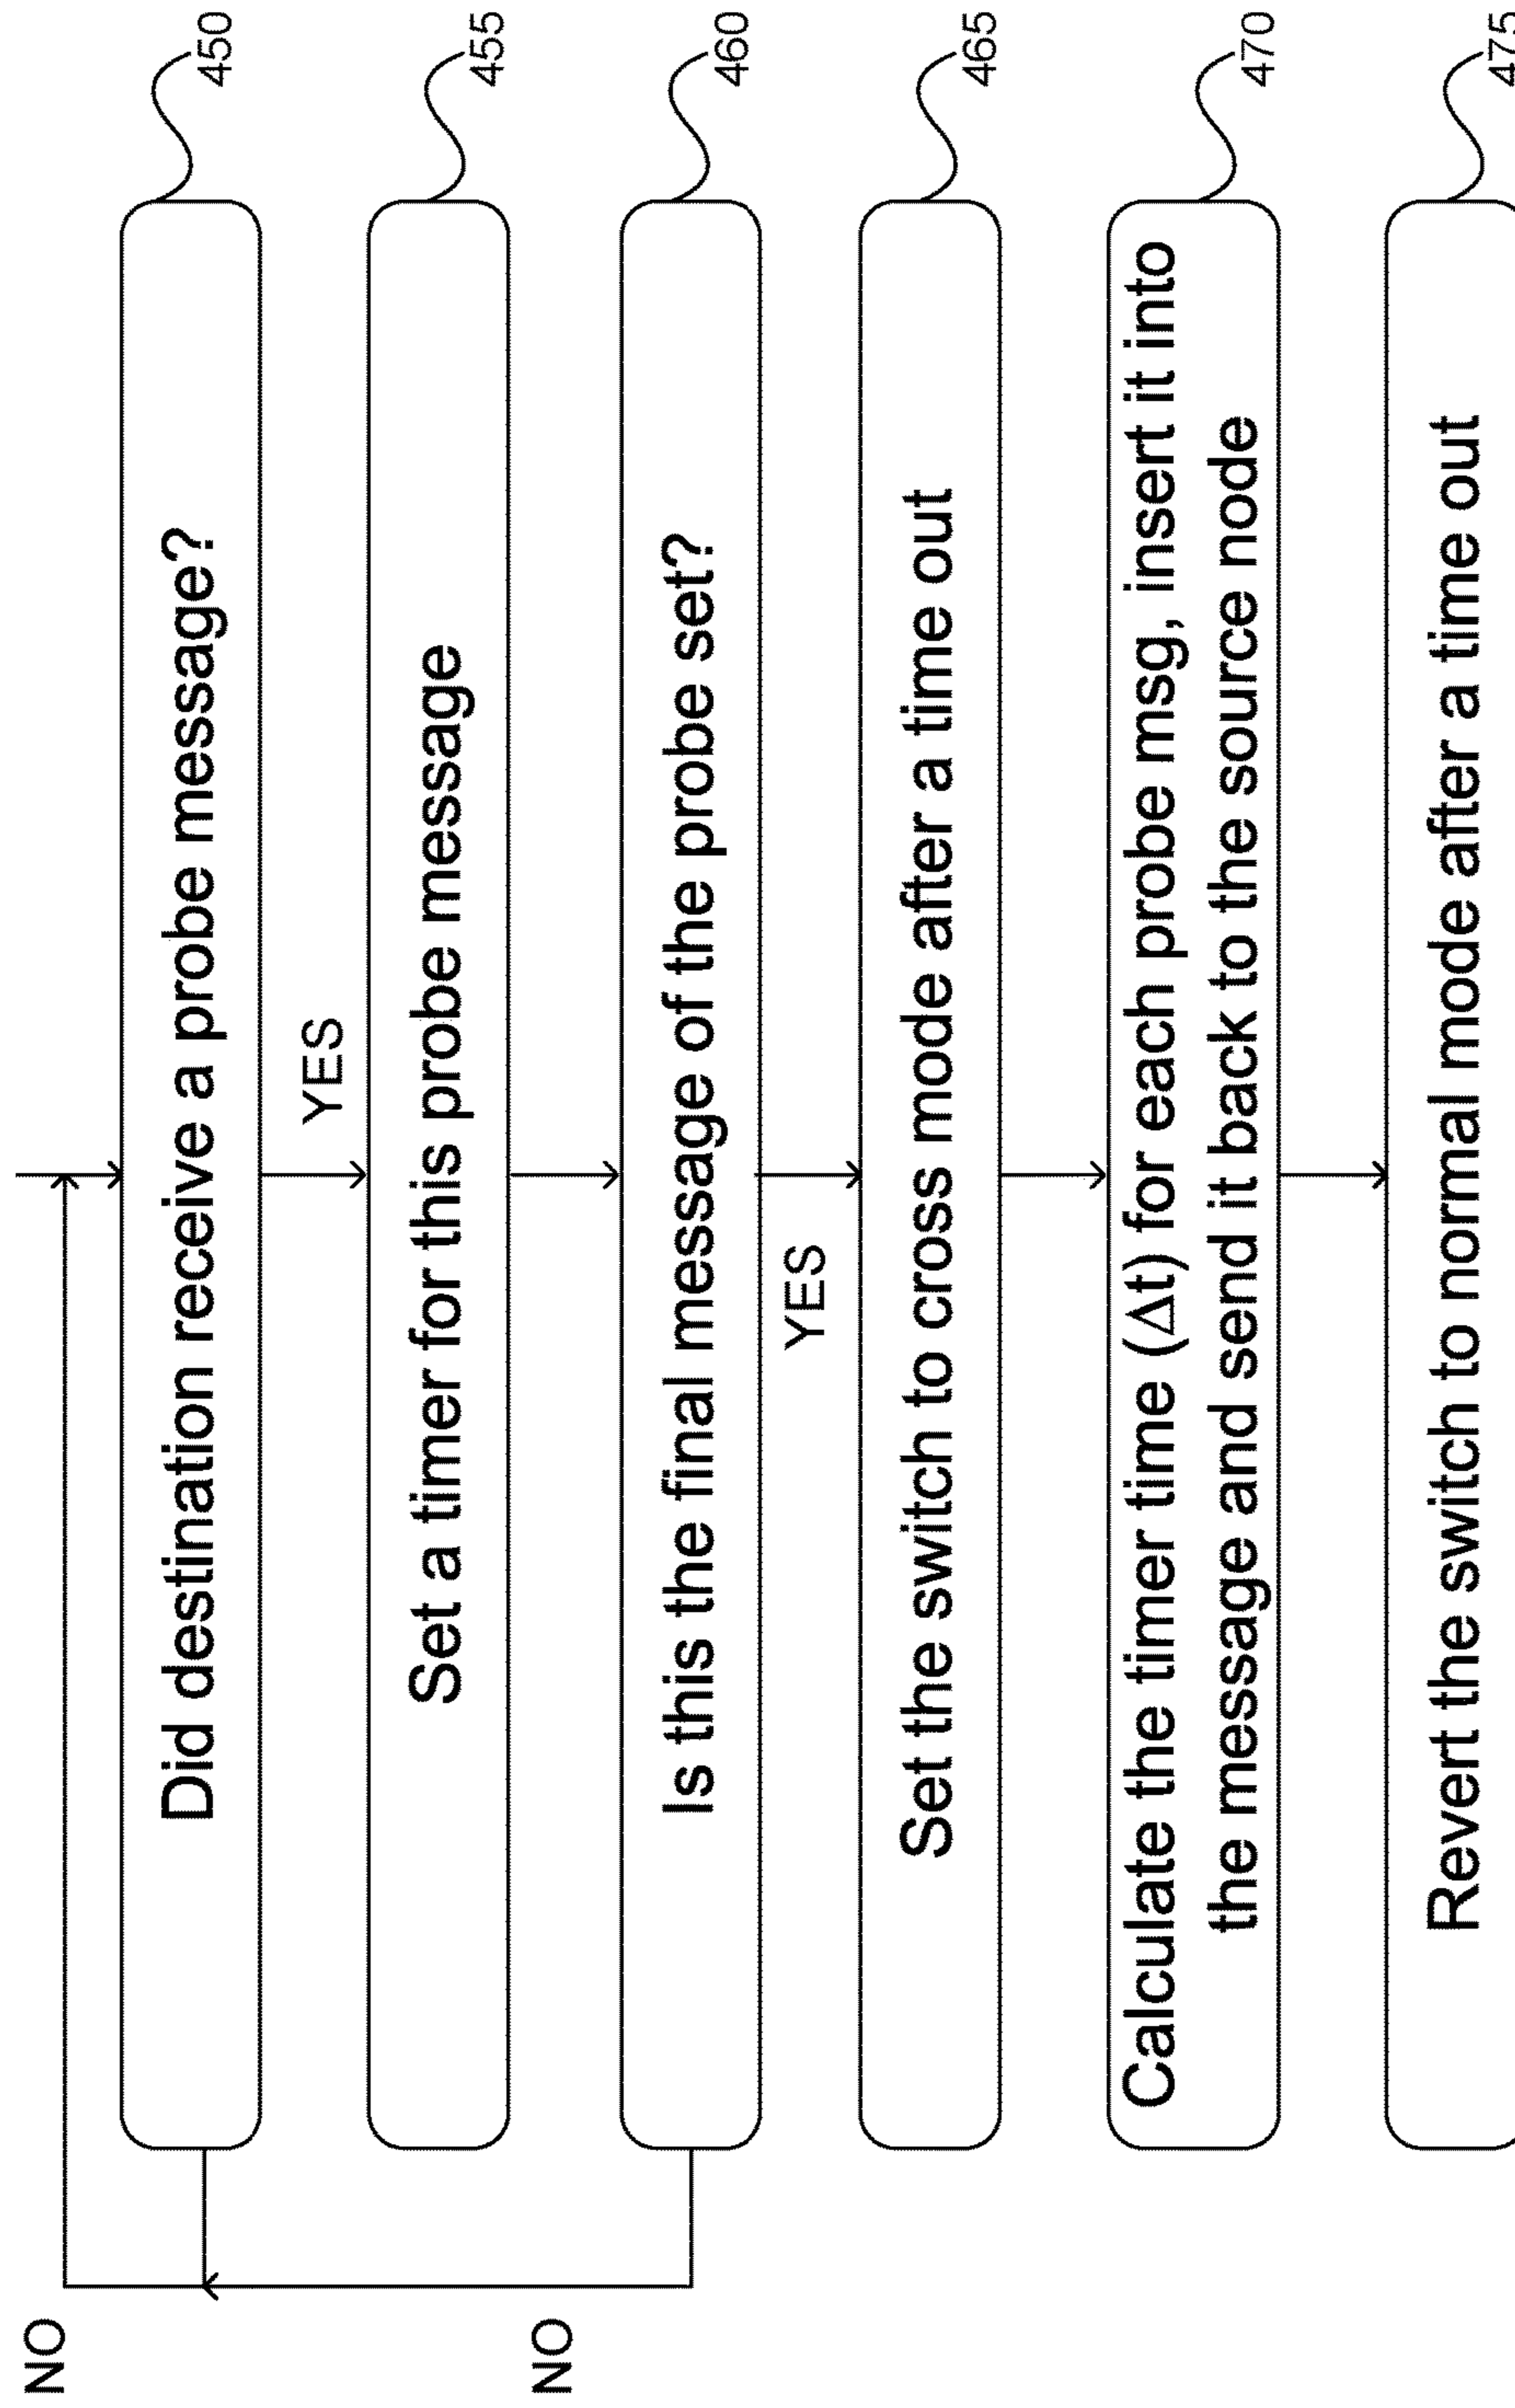 NO
Did destination receive a probe message?
450
YES
Set a timer for this probe message
455
NO
Is this the final message of the probe set?
460
YES
Set the switch to cross mode after a time out
465
Calculate the timer time (Δt) for each probe msg, insert it into
the message and send it back to the source node
470
Revert the switch to normal mode after a time out
475